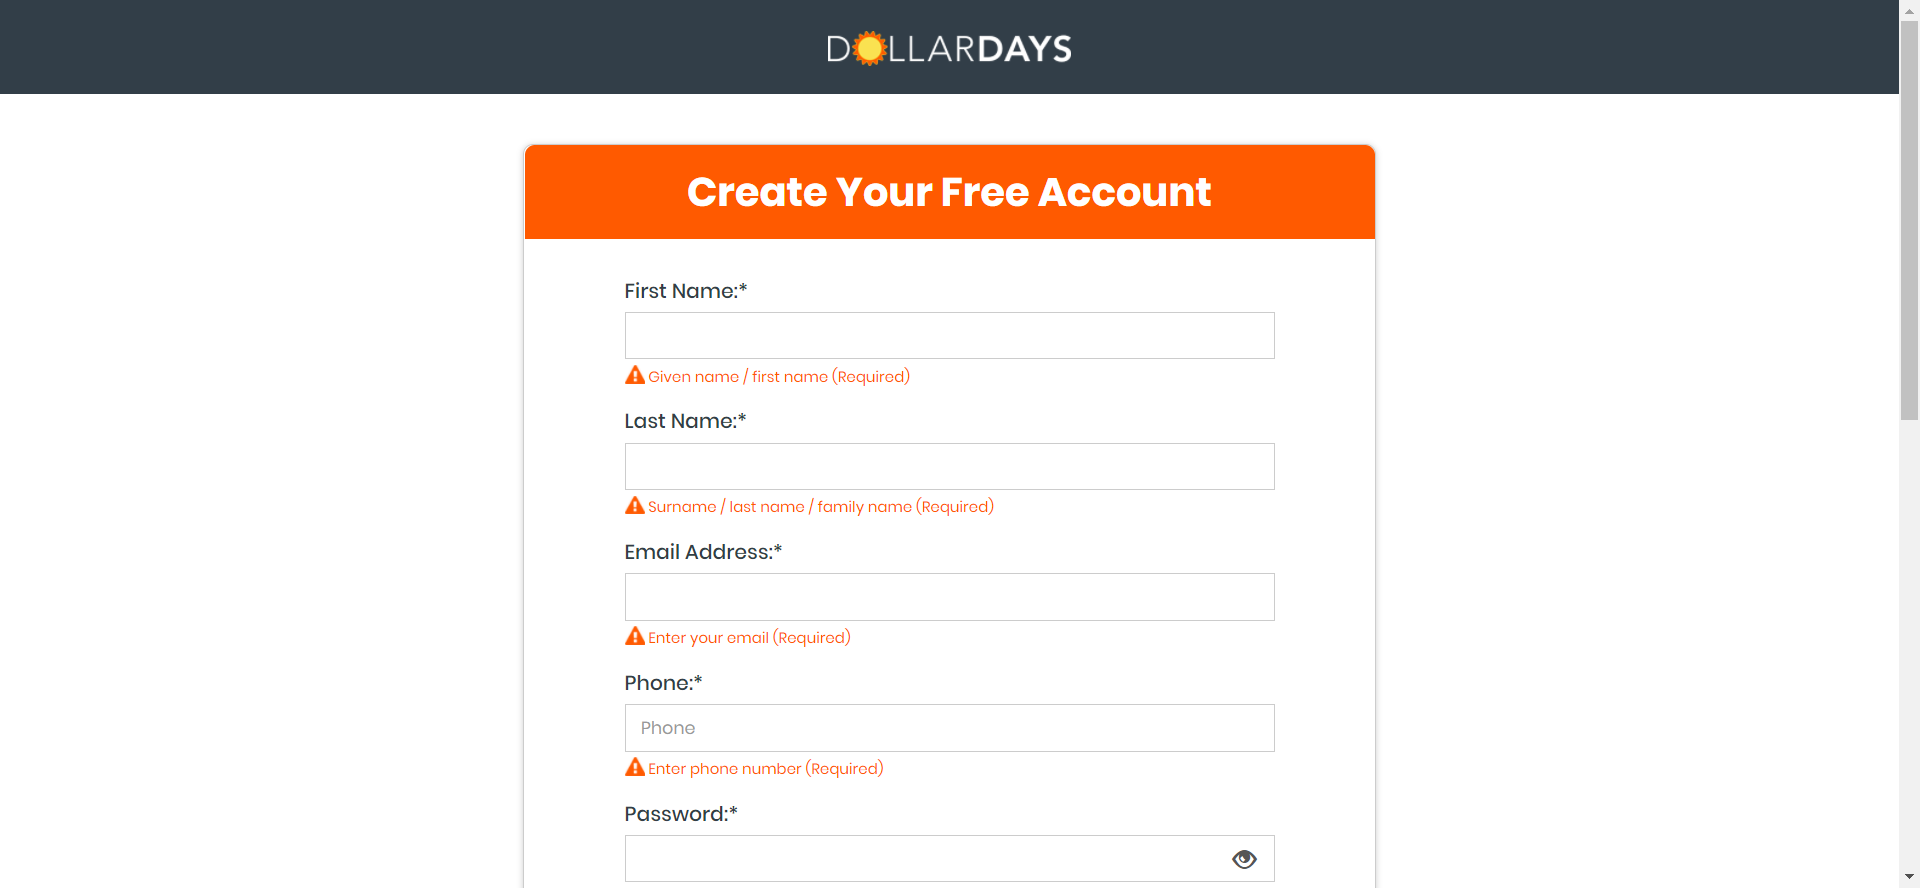 DOLLARDAYS
Create Your Free Account
First Name:*
Given name / first name (Required)
Last Name:*
Surname / last name / family name (Required)
Email Address:*
Enter your email (Required)
Phone:*
Phone
Enter phone number (Required)
Password:*